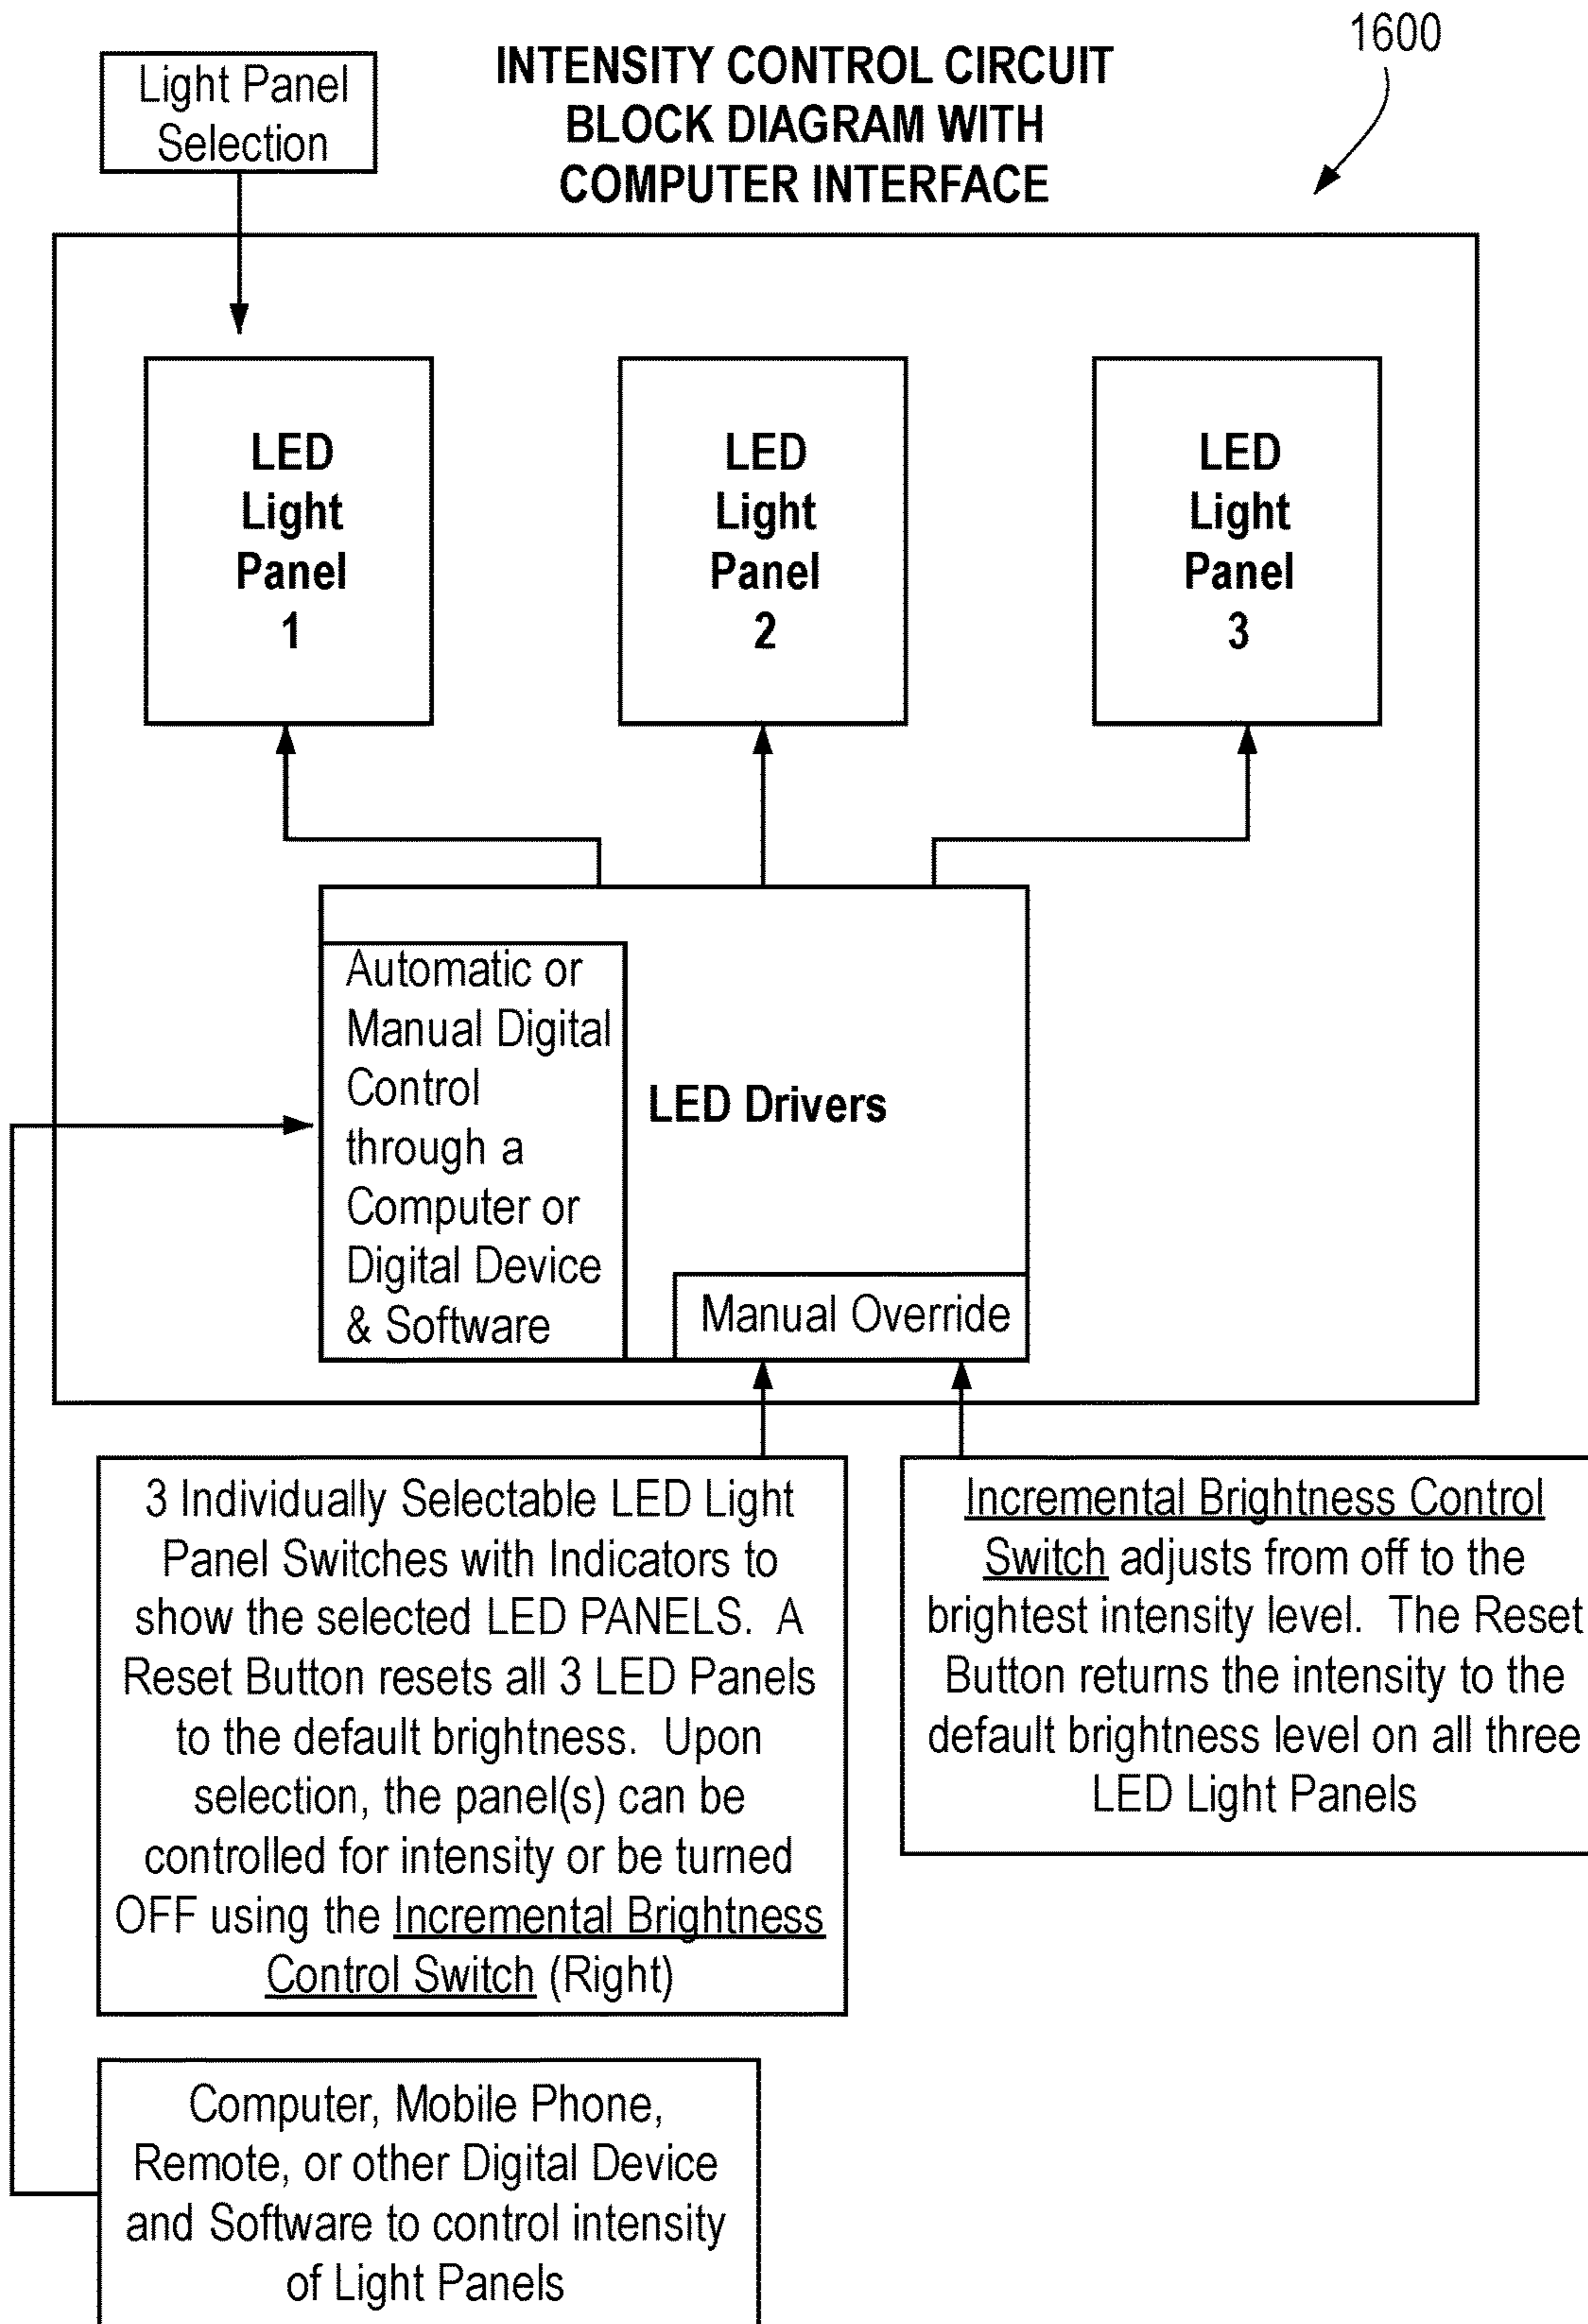 1600
INTENSITY CONTROL CIRCUIT
BLOCK DIAGRAM WITH
COMPUTER INTERFACE
Light Panel
Selection
LED
Light
Panel
1
LED
Light
Panel
2
LED
Light
Panel
3
Automatic or
Manual Digital
Control
through a
Computer or
Digital Device
& Software
LED Drivers
Manual Override
3 Individually Selectable LED Light
Panel Switches with Indicators to
show the selected LED PANELS. A
Reset Button resets all 3 LED Panels
to the default brightness. Upon
selection, the panel(s) can be
controlled for intensity or be turned
OFF using the Incremental Brightness
Control Switch (Right)
Incremental Brightness Control
Switch adjusts from off to the
brightest intensity level. The Reset
Button returns the intensity to the
default brightness level on all three
LED Light Panels
Computer, Mobile Phone,
Remote, or other Digital Device
and Software to control intensity
of Light Panels